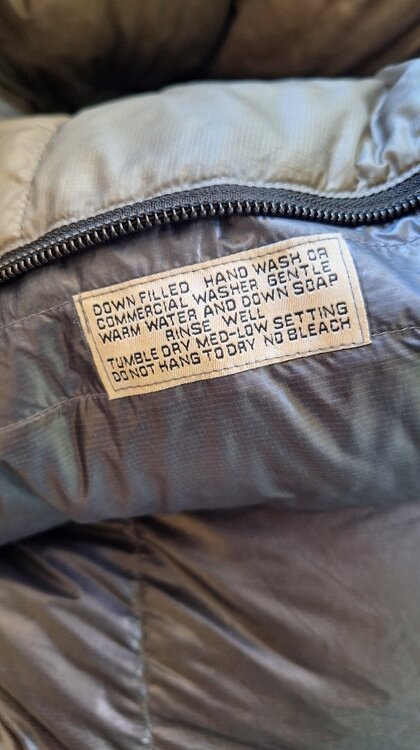 DOWN FILLED HAND WASH OR
COMMERCIAL WASHER GENTLE
WARM WATER AND DOWN SOAP
RINSE WELL
TUMBLE DRY MED-LOW SETTING
DO NOT HANG TO DRY NO BLEACH